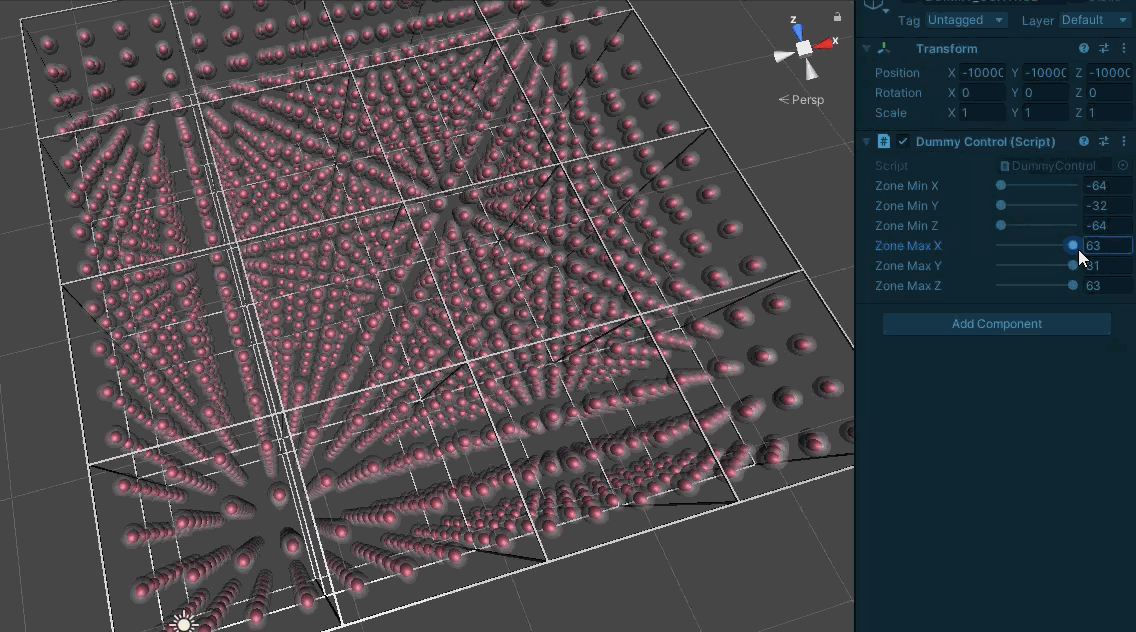 z
x
< Persp
Tag Untagged Layer Default
Transform
Position X -10000 Y -10000 Z -10000
Rotation X 0 Y 0 Z 0
Scale X 1 Y 1 Z 1
# Dummy Control (Script)
Script DummyControl
Zone Min X -64
Zone Min Y -32
Zone Min Z -64
Zone Max X 63
Zone Max Y 31
Zone Max Z 63
Add Component